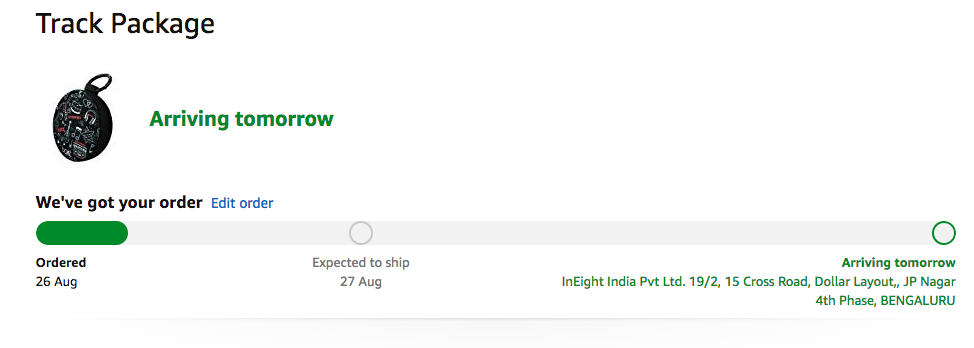 Track Package
Arriving tomorrow
We've got your order Edit order
Ordered
26 Aug
Expected to ship
27 Aug
Arriving tomorrow
InEight India Pvt Ltd. 19/2, 15 Cross Road, Dollar Layout,, JP Nagar
4th Phase, BENGALURU